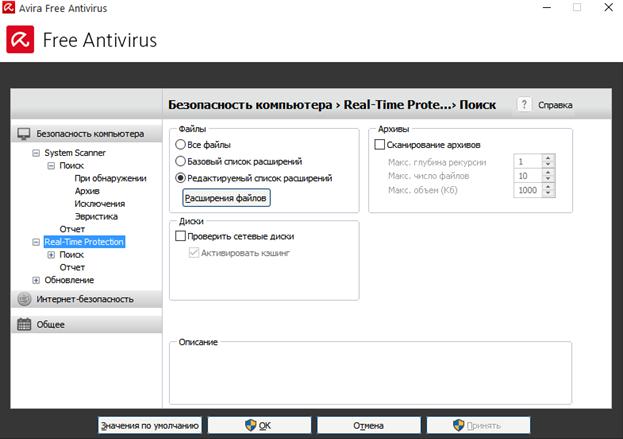 Avira Free Antivirus
Free Antivirus
Безопасность компьютера › Real-Time Prote...› Поиск
? Справка
Безопасность компьютера
System Scanner
Поиск
При обнаружении
Архив
Исключения
Эвристика
Отчет
Real-Time Protection
Поиск
Отчет
Обновление
Интернет-безопасность
Общее
Файлы
Все файлы
Базовый список расширений
Редактируемый список расширений
Расширения файлов
Архивы
Сканирование архивов
Макс. глубина рекурсии 1
Макс. число файлов 10
Макс. объем (Кб) 1000
Диски
Проверить сетевые диски
Активировать кэшинг
Описание
Значения по умолчанию
OK
Отмена
Принять